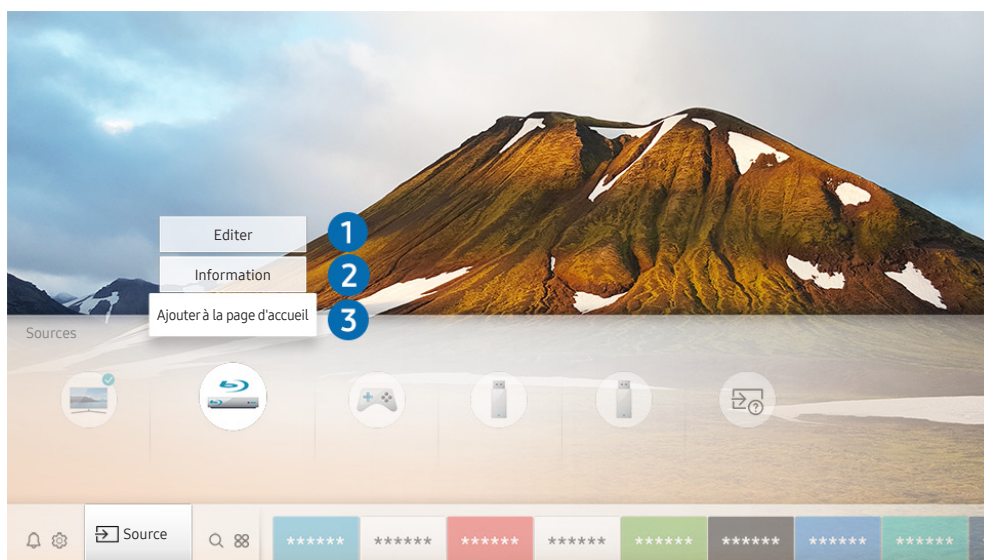 Editer
1
Information
2
Ajouter à la page d'accueil
3
Sources
Source
****** ****** ****** ****** ****** ****** ****** ******